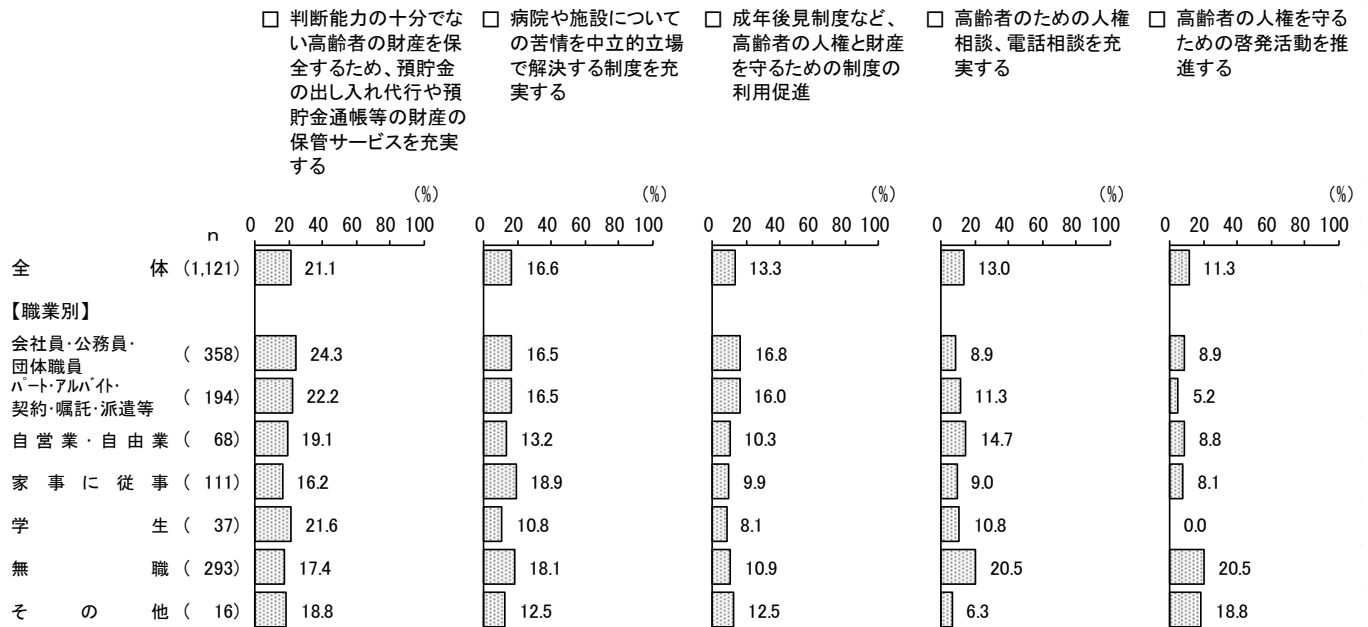 □ 判断能力の十分でな
い高齢者の財産を保
全するため、預貯金
の出し入れ代行や預
貯金通帳等の財産の
保管サービスを充実
する
□ 病院や施設について
の苦情を中立的立場
で解決する制度を充
実する
□ 成年後見制度など、
高齢者の人権と財産
を守るための制度の
利用促進
□ 高齢者のための人権
相談、電話相談を充
実する
□ 高齢者の人権を守る
ための啓発活動を推
進する
(%) (%) (%) (%) (%)
n 0 20 40 60 80 100 0 20 40 60 80 100 0 20 40 60 80 100 0 20 40 60 80 100 0 20 40 60 80 100
全体 (1,121) 21.1 16.6 13.3 13.0 11.3
【職業別】
会社員・公務員・
団体職員 ( 358) 24.3 16.5 16.8 8.9 8.9
パート・アルバイト・
契約・嘱託・派遣等 ( 194) 22.2 16.5 16.0 11.3 5.2
自営業・自由業 ( 68) 19.1 13.2 10.3 14.7 8.8
家事に従事 ( 111) 16.2 18.9 9.9 9.0 8.1
学生 ( 37) 21.6 10.8 8.1 10.8 0.0
無職 ( 293) 17.4 18.1 10.9 20.5 20.5
その他 ( 16) 18.8 12.5 12.5 6.3 18.8